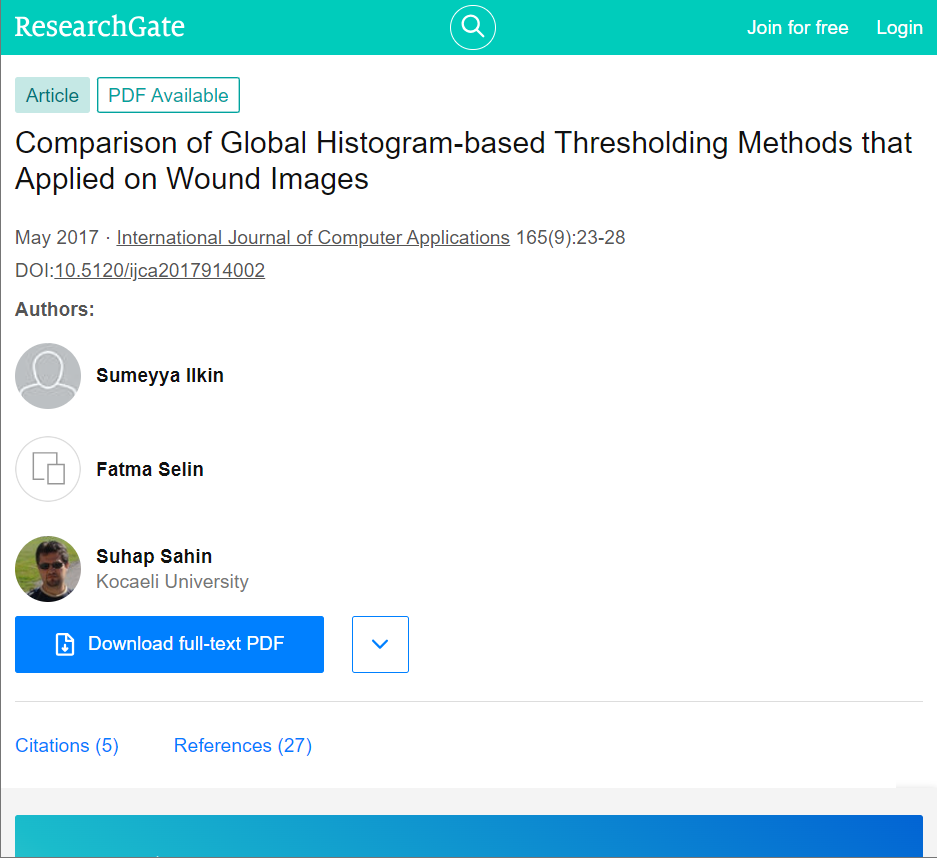 ResearchGate
Join for free Login
Article PDF Available
Comparison of Global Histogram-based Thresholding Methods that
Applied on Wound Images
May 2017 · International Journal of Computer Applications 165(9):23-28
DOI:10.5120/ijca2017914002
Authors:
Sumeyya Ilkin
Fatma Selin
Suhap Sahin
Kocaeli University
Download full-text PDF
Citations (5) References (27)